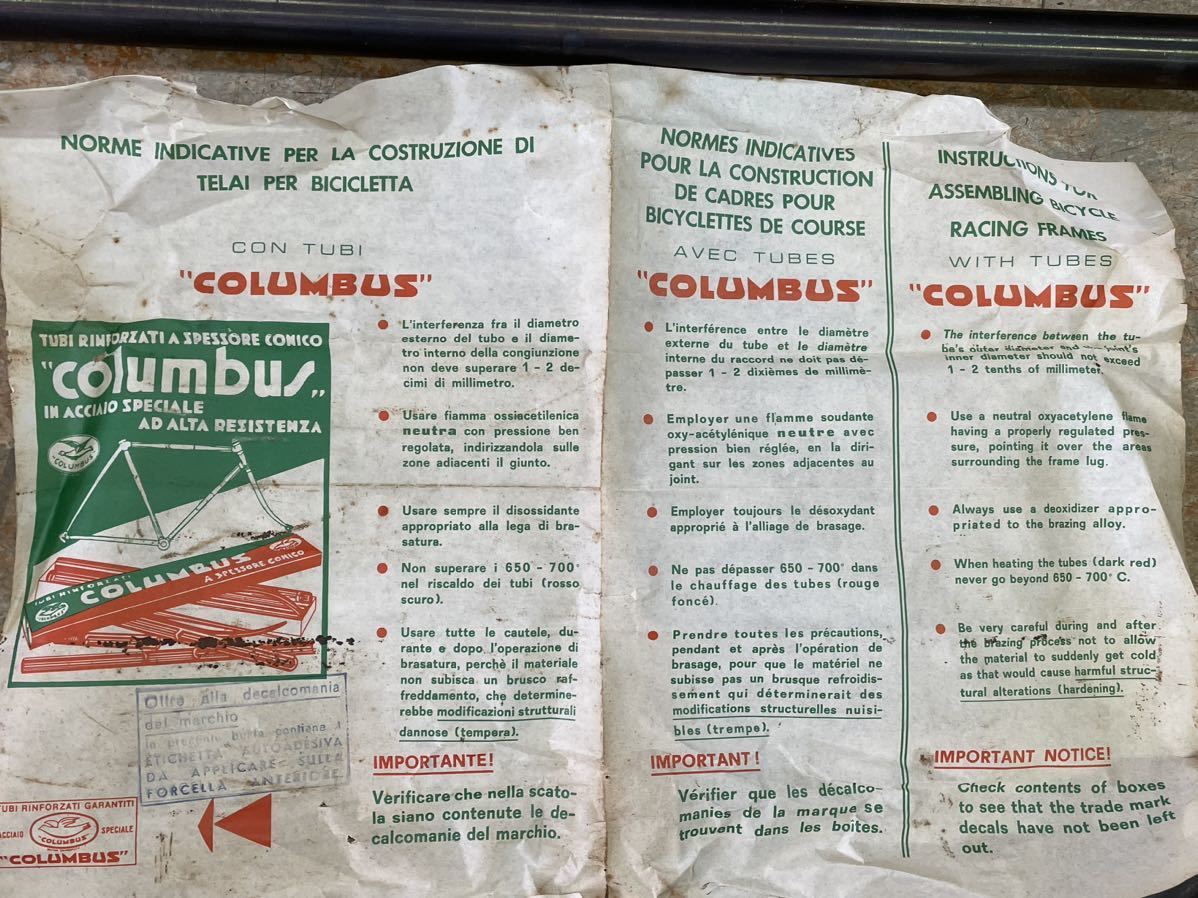 NORME INDICATIVE PER LA COSTRUZIONE DI
TELAI PER BICICLETTA
CON TUBI
"COLUMBUS"
TUBI RINFORZATI A SPESSORE CONICO
"columbus"
IN ACCIAIO SPECIALE
AD ALTA RESISTENZA
COLUMBUS
TUBI RINFORZATI
COLUMBUS
A SPESSORE CONICO
L'interferenza fra il diametro
esterno del tubo e il diame-
tro interno della congiunzione
non deve superare 1 - 2 de-
cimi di millimetro.
Usare fiamma ossiacetilenica
neutra con pressione ben
regolata, indirizzandola sulle
zone adiacenti il giunto.
Usare sempre il disossidante
appropriato alla lega di bra-
satura.
Non superare i 650 - 700°
nel riscaldo dei tubi (rosso
scuro).
Usare tutte le cautele, du-
rante e dopo l'operazione di
brasatura, perchè il materiale
non subisca un brusco raf-
freddamento, che determine-
rebbe modificazioni strutturali
dannose (tempera).
IMPORTANTE!
Verificare che nella scato-
la siano contenute le de-
calcomanie del marchio.
Oltre alla decalcomania
del marchio
la presente busta contiene 1
ETICHETTA AUTOADESIVA
DA APPLICARE SULLA
FORCELLA ANTERIORE
TUBI RINFORZATI GARANTITI
ACCIAIO
COLUMBUS
SPECIALE
"COLUMBUS"
NORMES INDICATIVES
POUR LA CONSTRUCTION
DE CADRES POUR
BICYCLETTES DE COURSE
AVEC TUBES
"COLUMBUS"
L'interférence entre le diamètre
externe du tube et le diamètre
interne du raccord ne doit pas dé-
passer 1 - 2 dixièmes de millimè-
tre.
Employer une flamme soudante
oxy-acétylénique neutre avec
pression bien réglée, en la diri-
gant sur les zones adjacentes au
joint.
Employer toujours le désoxydant
approprié à l'alliage de brasage.
Ne pas dépasser 650 - 700° dans
le chauffage des tubes (rouge
foncé).
Prendre toutes les précautions,
pendant et après l'opération de
brasage, pour que le matériel ne
subisse pas un brusque refroidis-
sement qui déterminerait des
modifications structurelles nuisi-
bles (trempe).
IMPORTANT!
Vérifier que les décalco-
manies de la marque se
trouvent dans les boîtes.
INSTRUCTIONS FOR
ASSEMBLING BICYCLE
RACING FRAMES
WITH TUBES
"COLUMBUS"
The interference between the tu-
be's outer diameter and joint's
inner diameter should not exceed
1 - 2 tenths of millimeter.
Use a neutral oxyacetylene flame
having a properly regulated pres-
sure, pointing it over the areas
surrounding the frame lug.
Always use a deoxidizer appro-
priated to the brazing alloy.
When heating the tubes (dark red)
never go beyond 650 - 700° C.
Be very careful during and after
the brazing process not to allow
the material to suddenly get cold
as that would cause harmful struc-
tural alterations (hardening).
IMPORTANT NOTICE!
Check contents of boxes
to see that the trade mark
decals have not been left
out.